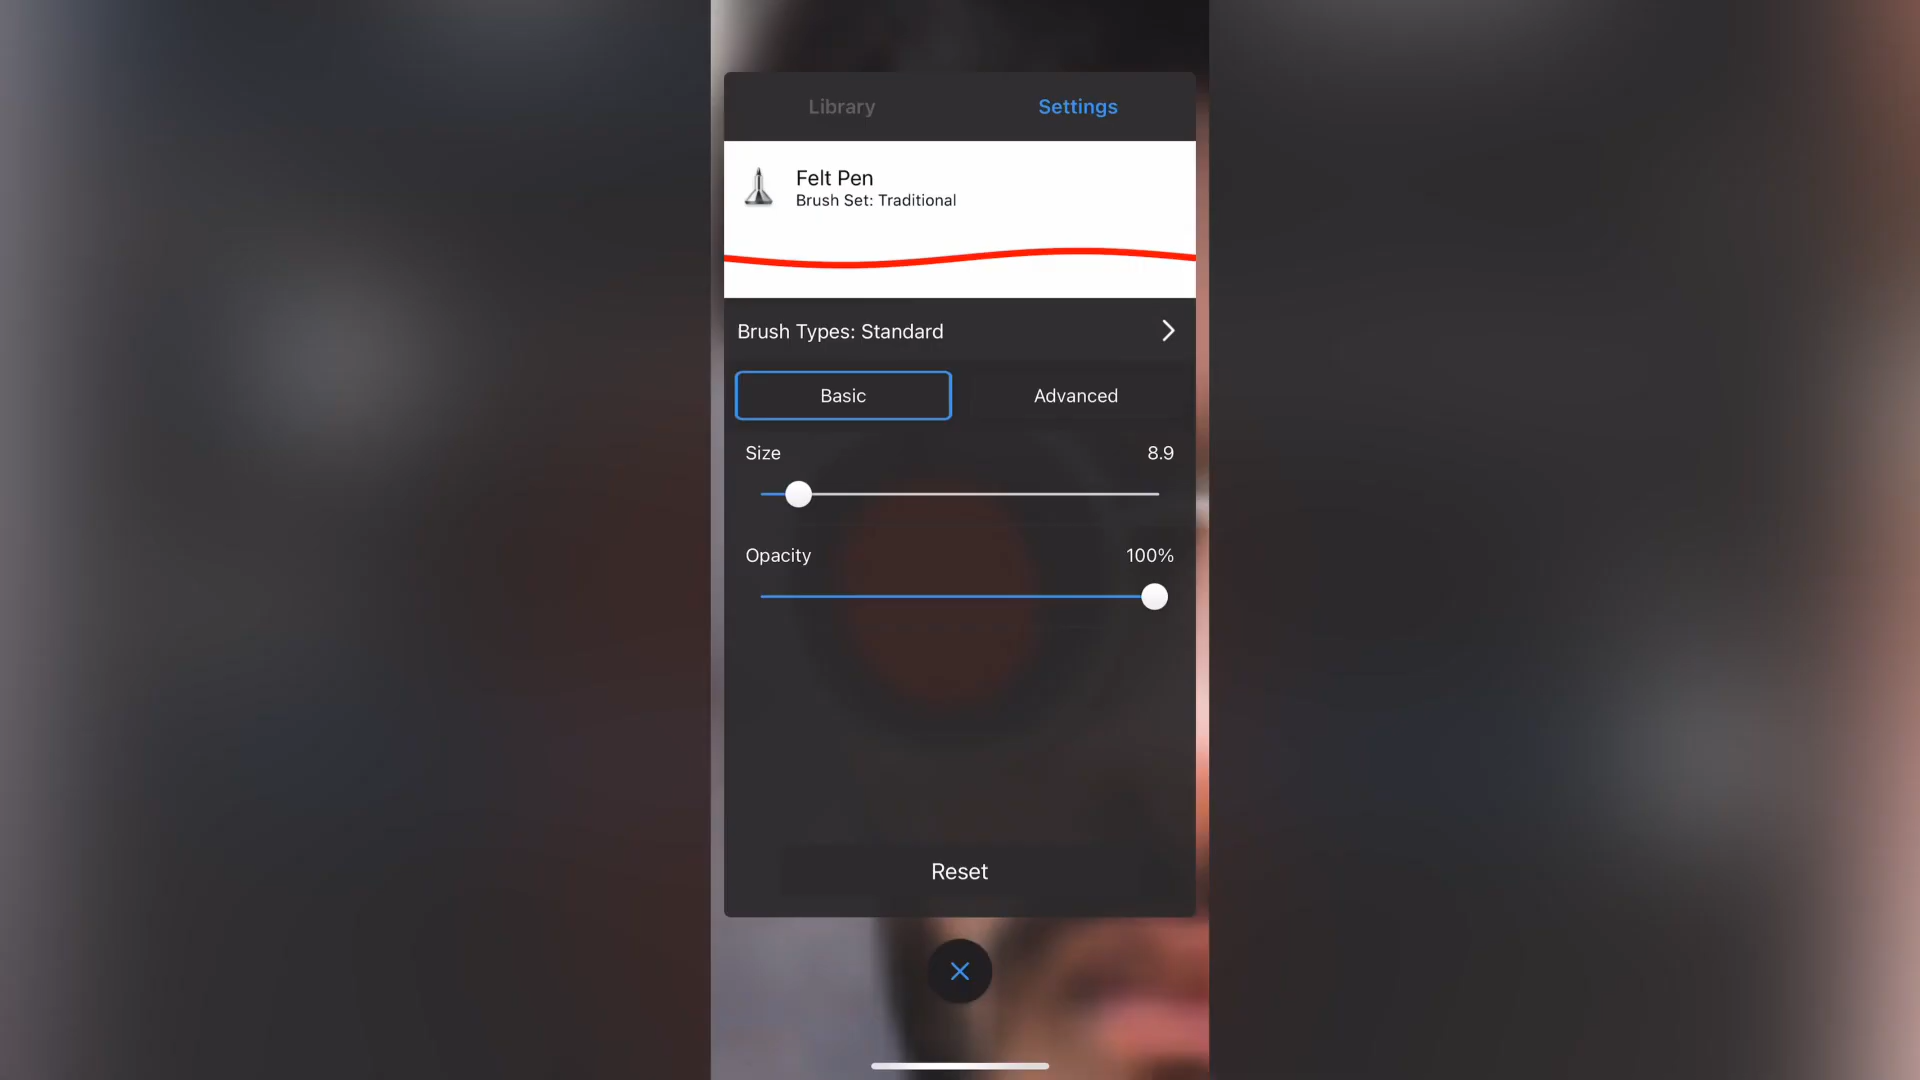 Library
Settings
Felt Pen
Brush Set: Traditional
Brush Types: Standard
Basic
Advanced
Size
8.9
Opacity
100%
Reset